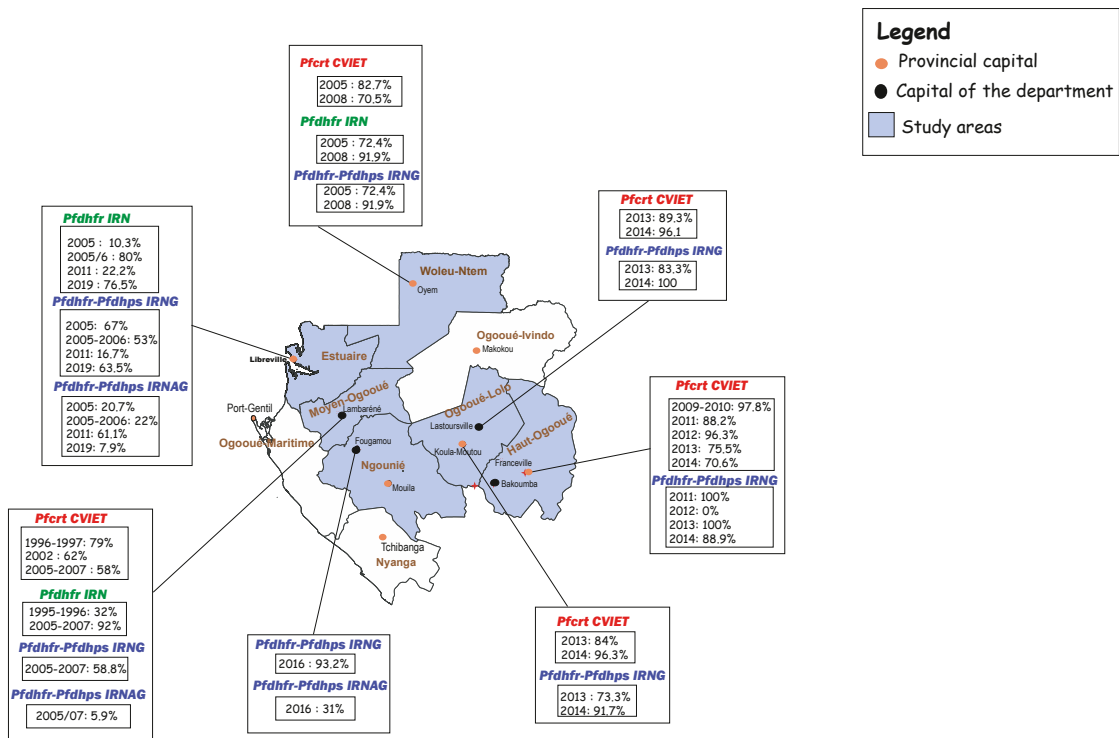 Legend
Provincial capital
Capital of the department
Study areas
Pfcrt CVIET
2005 : 82,7%
2008 : 70.5%
Pfdhfr IRN
2005 : 72.4%
2008 : 91.9%
Pfdhfr-Pfdhps IRNG
2005 : 72.4%
2008 : 91.9%
Pfdhfr IRN
2005 : 10.3%
2005/6 : 80%
2011 : 22.2%
2019 : 76.5%
Pfdhfr-Pfdhps IRNG
2005: 67%
2005-2006: 53%
2011: 16.7%
2019: 63.5%
Pfdhfr-Pfdhps IRNAG
2005: 20.7%
2005-2006: 22%
2011: 61.1%
2019: 7.9%
Pfcrt CVIET
2013: 89,3%
2014: 96.1
Pfdhfr-Pfdhps IRNG
2013: 83.3%
2014: 100
Woleu-Ntem
Oyem
Ogooué-Ivindo
Makokou
Estuaire
Libreville
Moyen-Ogooué
Lambaréné
Port-Gentil
Ogooué Maritime
Ogooué-Lolo
Lastoursville
Koula-Moutou
Haut-Ogooué
Franceville
Bakoumba
Fougamou
Ngounié
Mouila
Tchibanga
Nyanga
Pfcrt CVIET
2009-2010: 97.8%
2011: 88.2%
2012: 96.3%
2013: 75.5%
2014: 70.6%
Pfdhfr-Pfdhps IRNG
2011: 100%
2012: 0%
2013: 100%
2014: 88.9%
Pfcrt CVIET
1996-1997: 79%
2002 : 62%
2005-2007 : 58%
Pfdhfr IRN
1995-1996: 32%
2005-2007: 92%
Pfdhfr-Pfdhps IRNG
2005-2007: 58.8%
Pfdhfr-Pfdhps IRNAG
2005/07: 5.9%
Pfdhfr-Pfdhps IRNG
2016 : 93.2%
Pfdhfr-Pfdhps IRNAG
2016 : 31%
Pfcrt CVIET
2013: 84%
2014: 96.3%
Pfdhfr-Pfdhps IRNG
2013 : 73.3%
2014: 91.7%